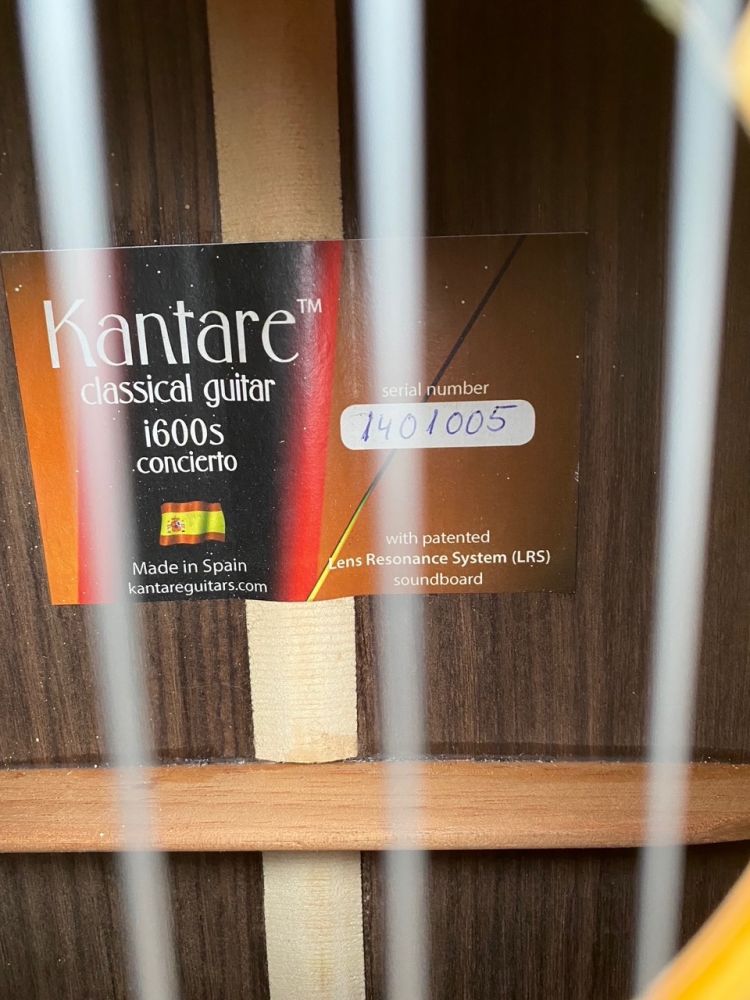 Kantare™
classical guitar
i600s
concierto
Made in Spain
kantareguitars.com
serial number
1401005
with patented
Lens Resonance System (LRS)
soundboard